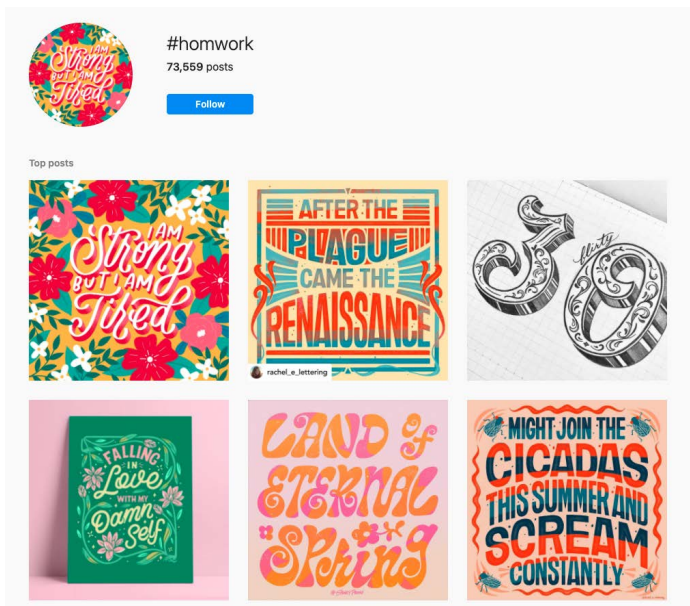 #homwork
73,559 posts
Follow
Top posts
I AM
Strong
BUT I AM
Tired
I AM
Strong
BUT I AM
Tired
AFTER THE
PLAGUE
CAME THE
RENAISSANCE
rachel_e_lettering
flirty
30
FALLING
IN
Love
WITH MY
Damn
Self
LAND of
ETERNAL
Spring
MIGHT JOIN THE
CICADAS
THIS SUMMER AND
SCREAM
CONSTANTLY